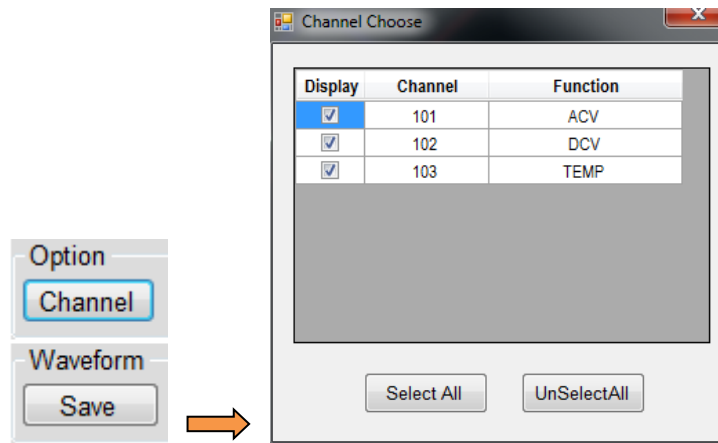 Channel Choose
Display Channel Function
101 ACV
102 DCV
103 TEMP
Option
Channel
Waveform
Save
Select All UnSelectAll